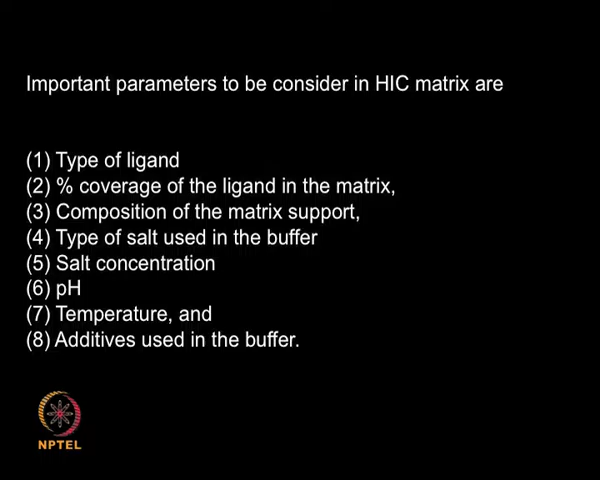 Important parameters to be consider in HIC matrix are
(1) Type of ligand
(2) % coverage of the ligand in the matrix,
(3) Composition of the matrix support,
(4) Type of salt used in the buffer
(5) Salt concentration
(6) pH
(7) Temperature, and
(8) Additives used in the buffer.
NPTEL